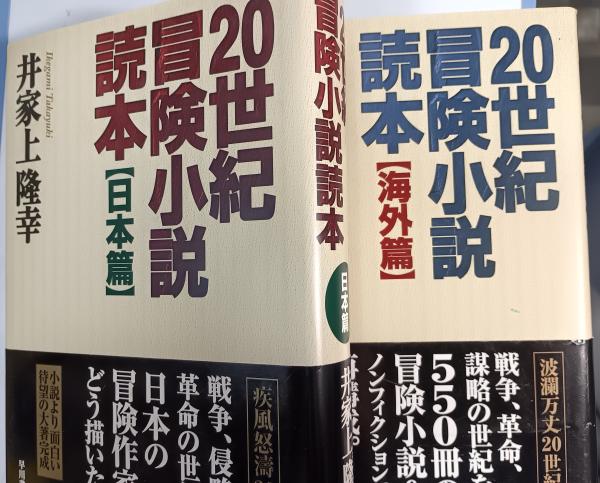 20世紀
冒険小説
読本【日本篇】
井家上隆幸
Ikegami Takayuki
疾風怒濤
戦争、侵略
革命の世
日本の
冒険作家
どう描いた
小説より面白い
待望の大著完成
早川
冒険小説読本
日本篇
井家上
20世紀
冒険小説
読本【海外篇】
波瀾万丈20世紀
戦争、革命、
謀略の世紀を
550冊の
冒険小説
ノンフィクション